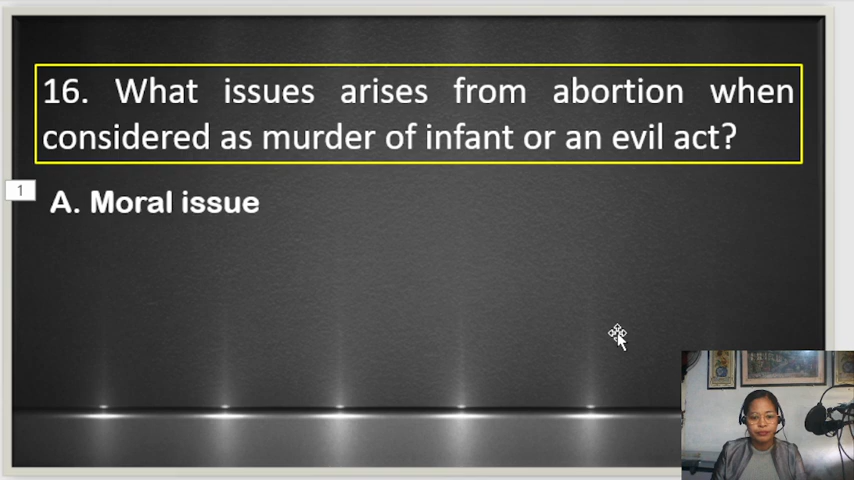 16. What issues arises from abortion when
considered as murder of infant or an evil act?
1
A. Moral issue